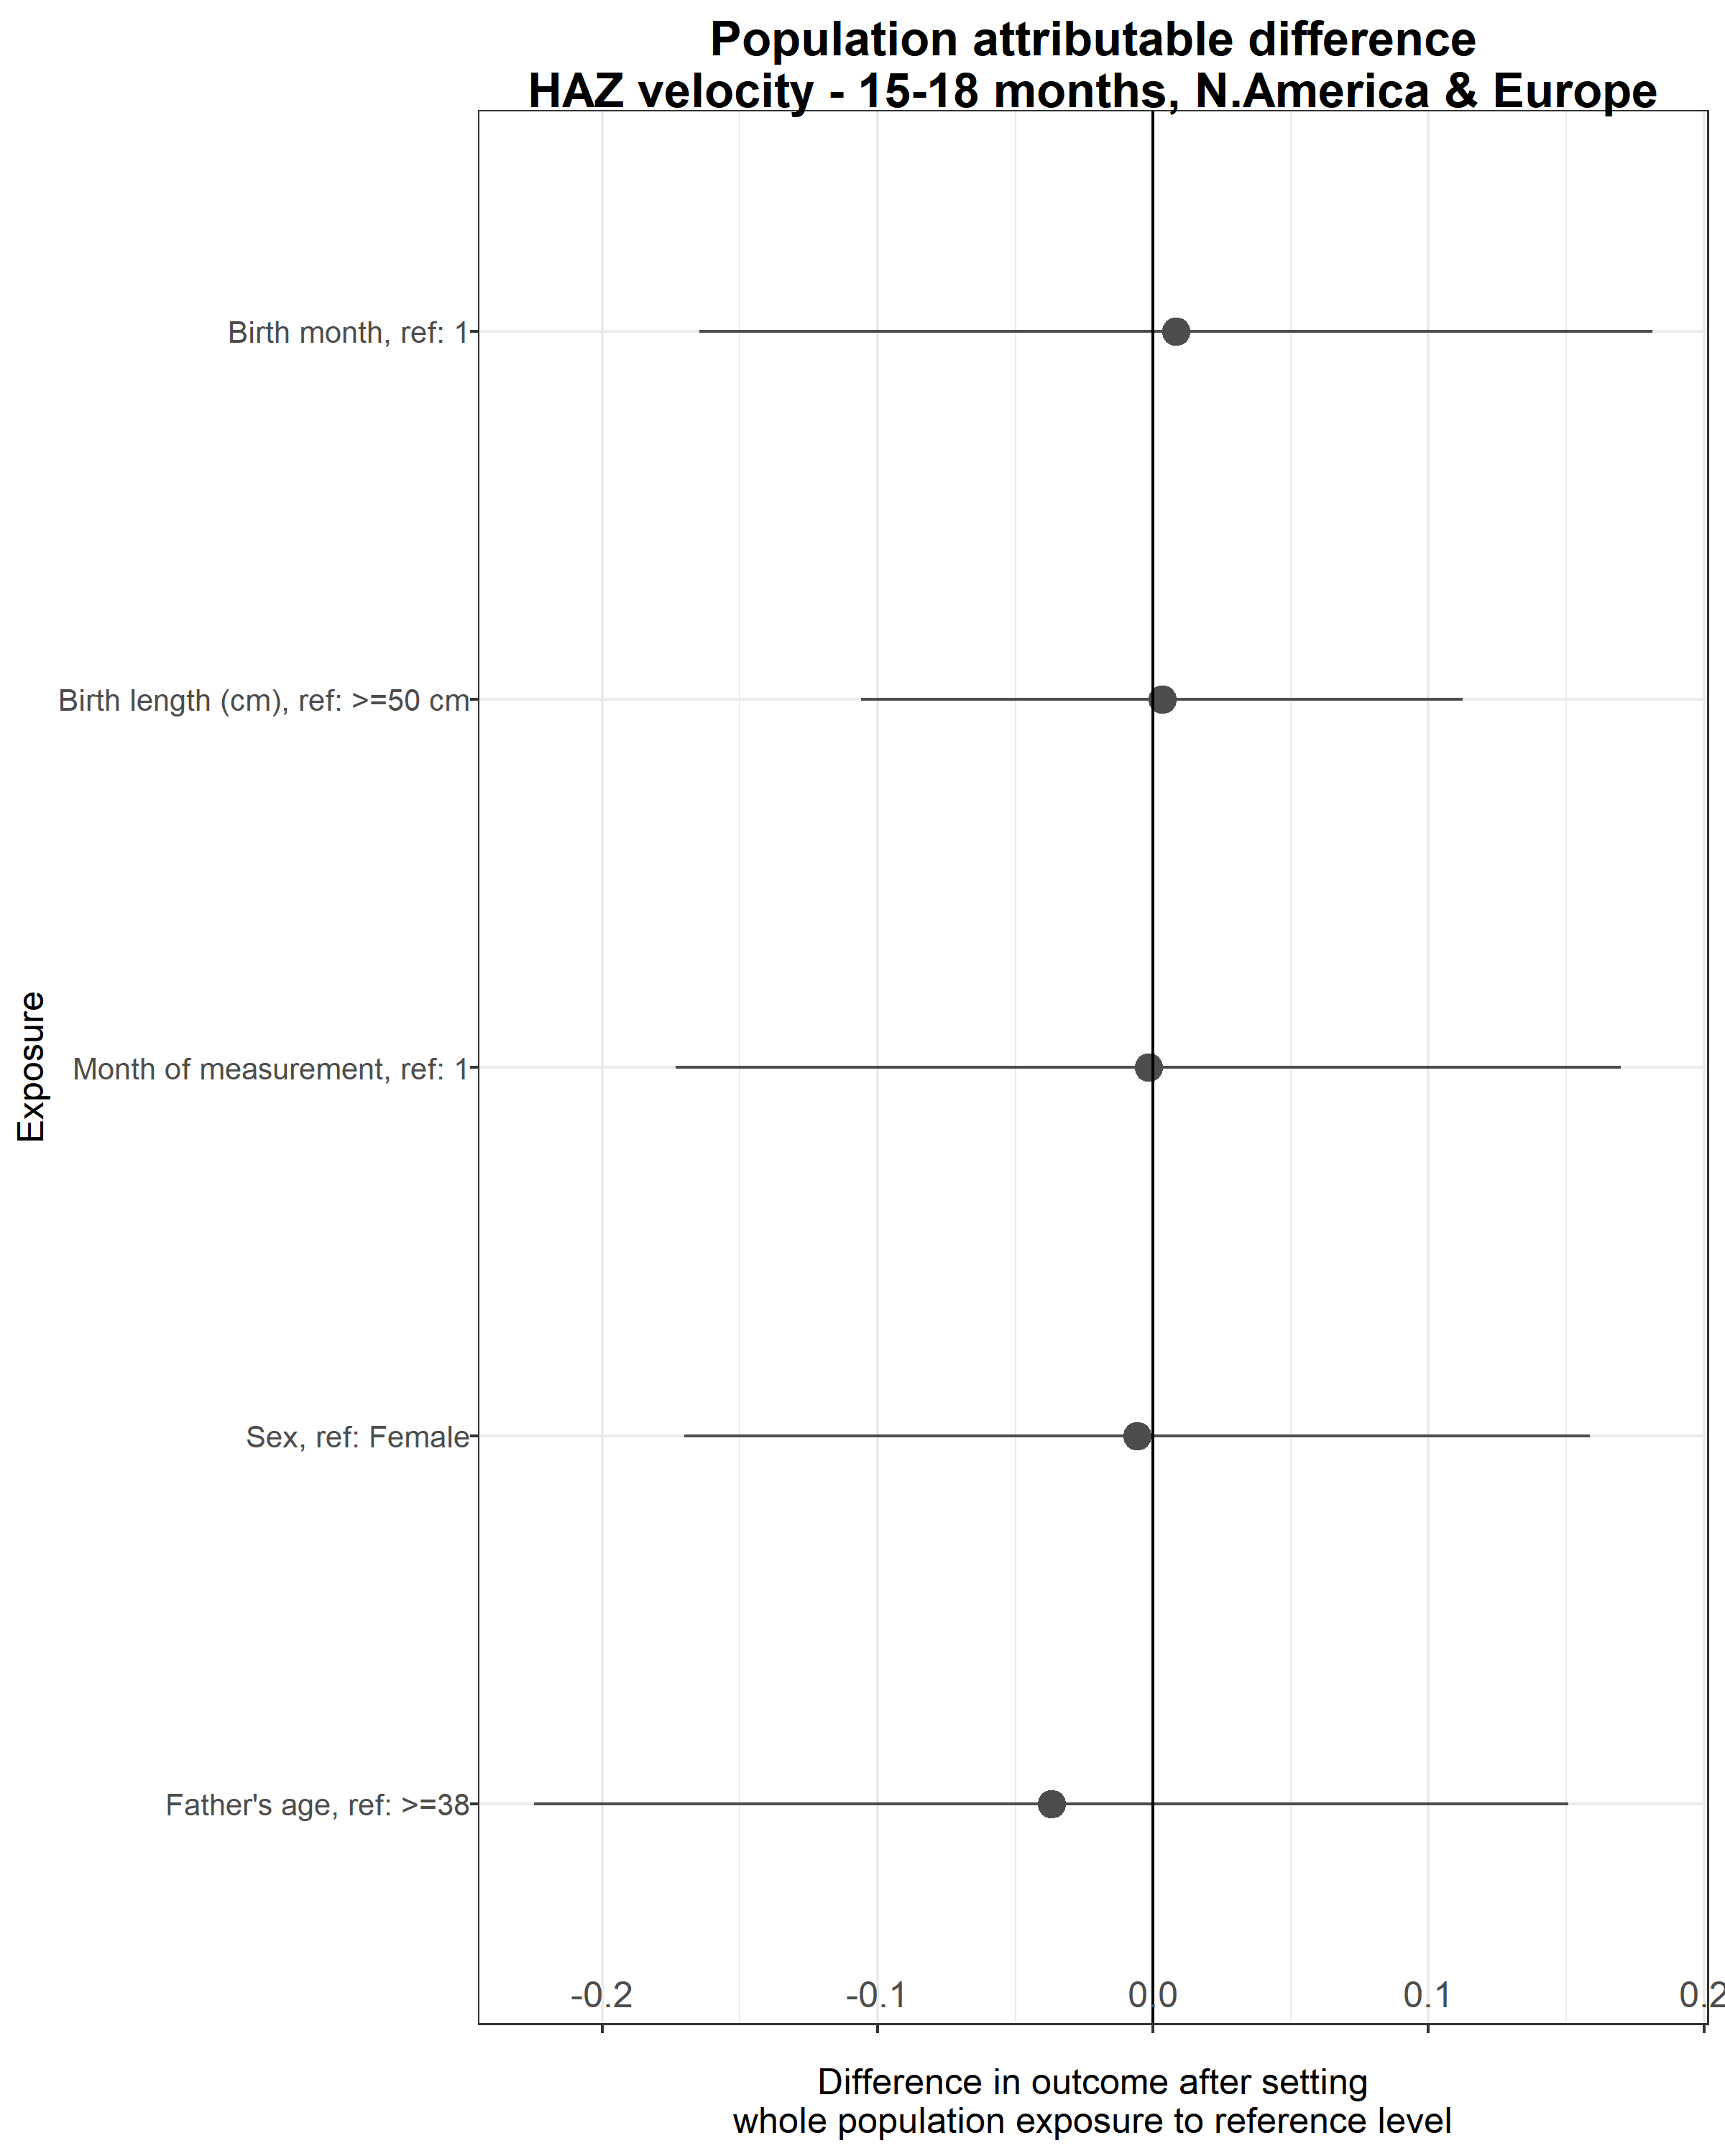 Population attributable difference
HAZ velocity - 15-18 months, N.America & Europe
Birth month, ref: 1
Birth length (cm), ref: >=50 cm
Month of measurement, ref: 1
Sex, ref: Female
Father's age, ref: >=38
Exposure
-0.2 -0.1 0.0 0.1 0.2
Difference in outcome after setting
whole population exposure to reference level